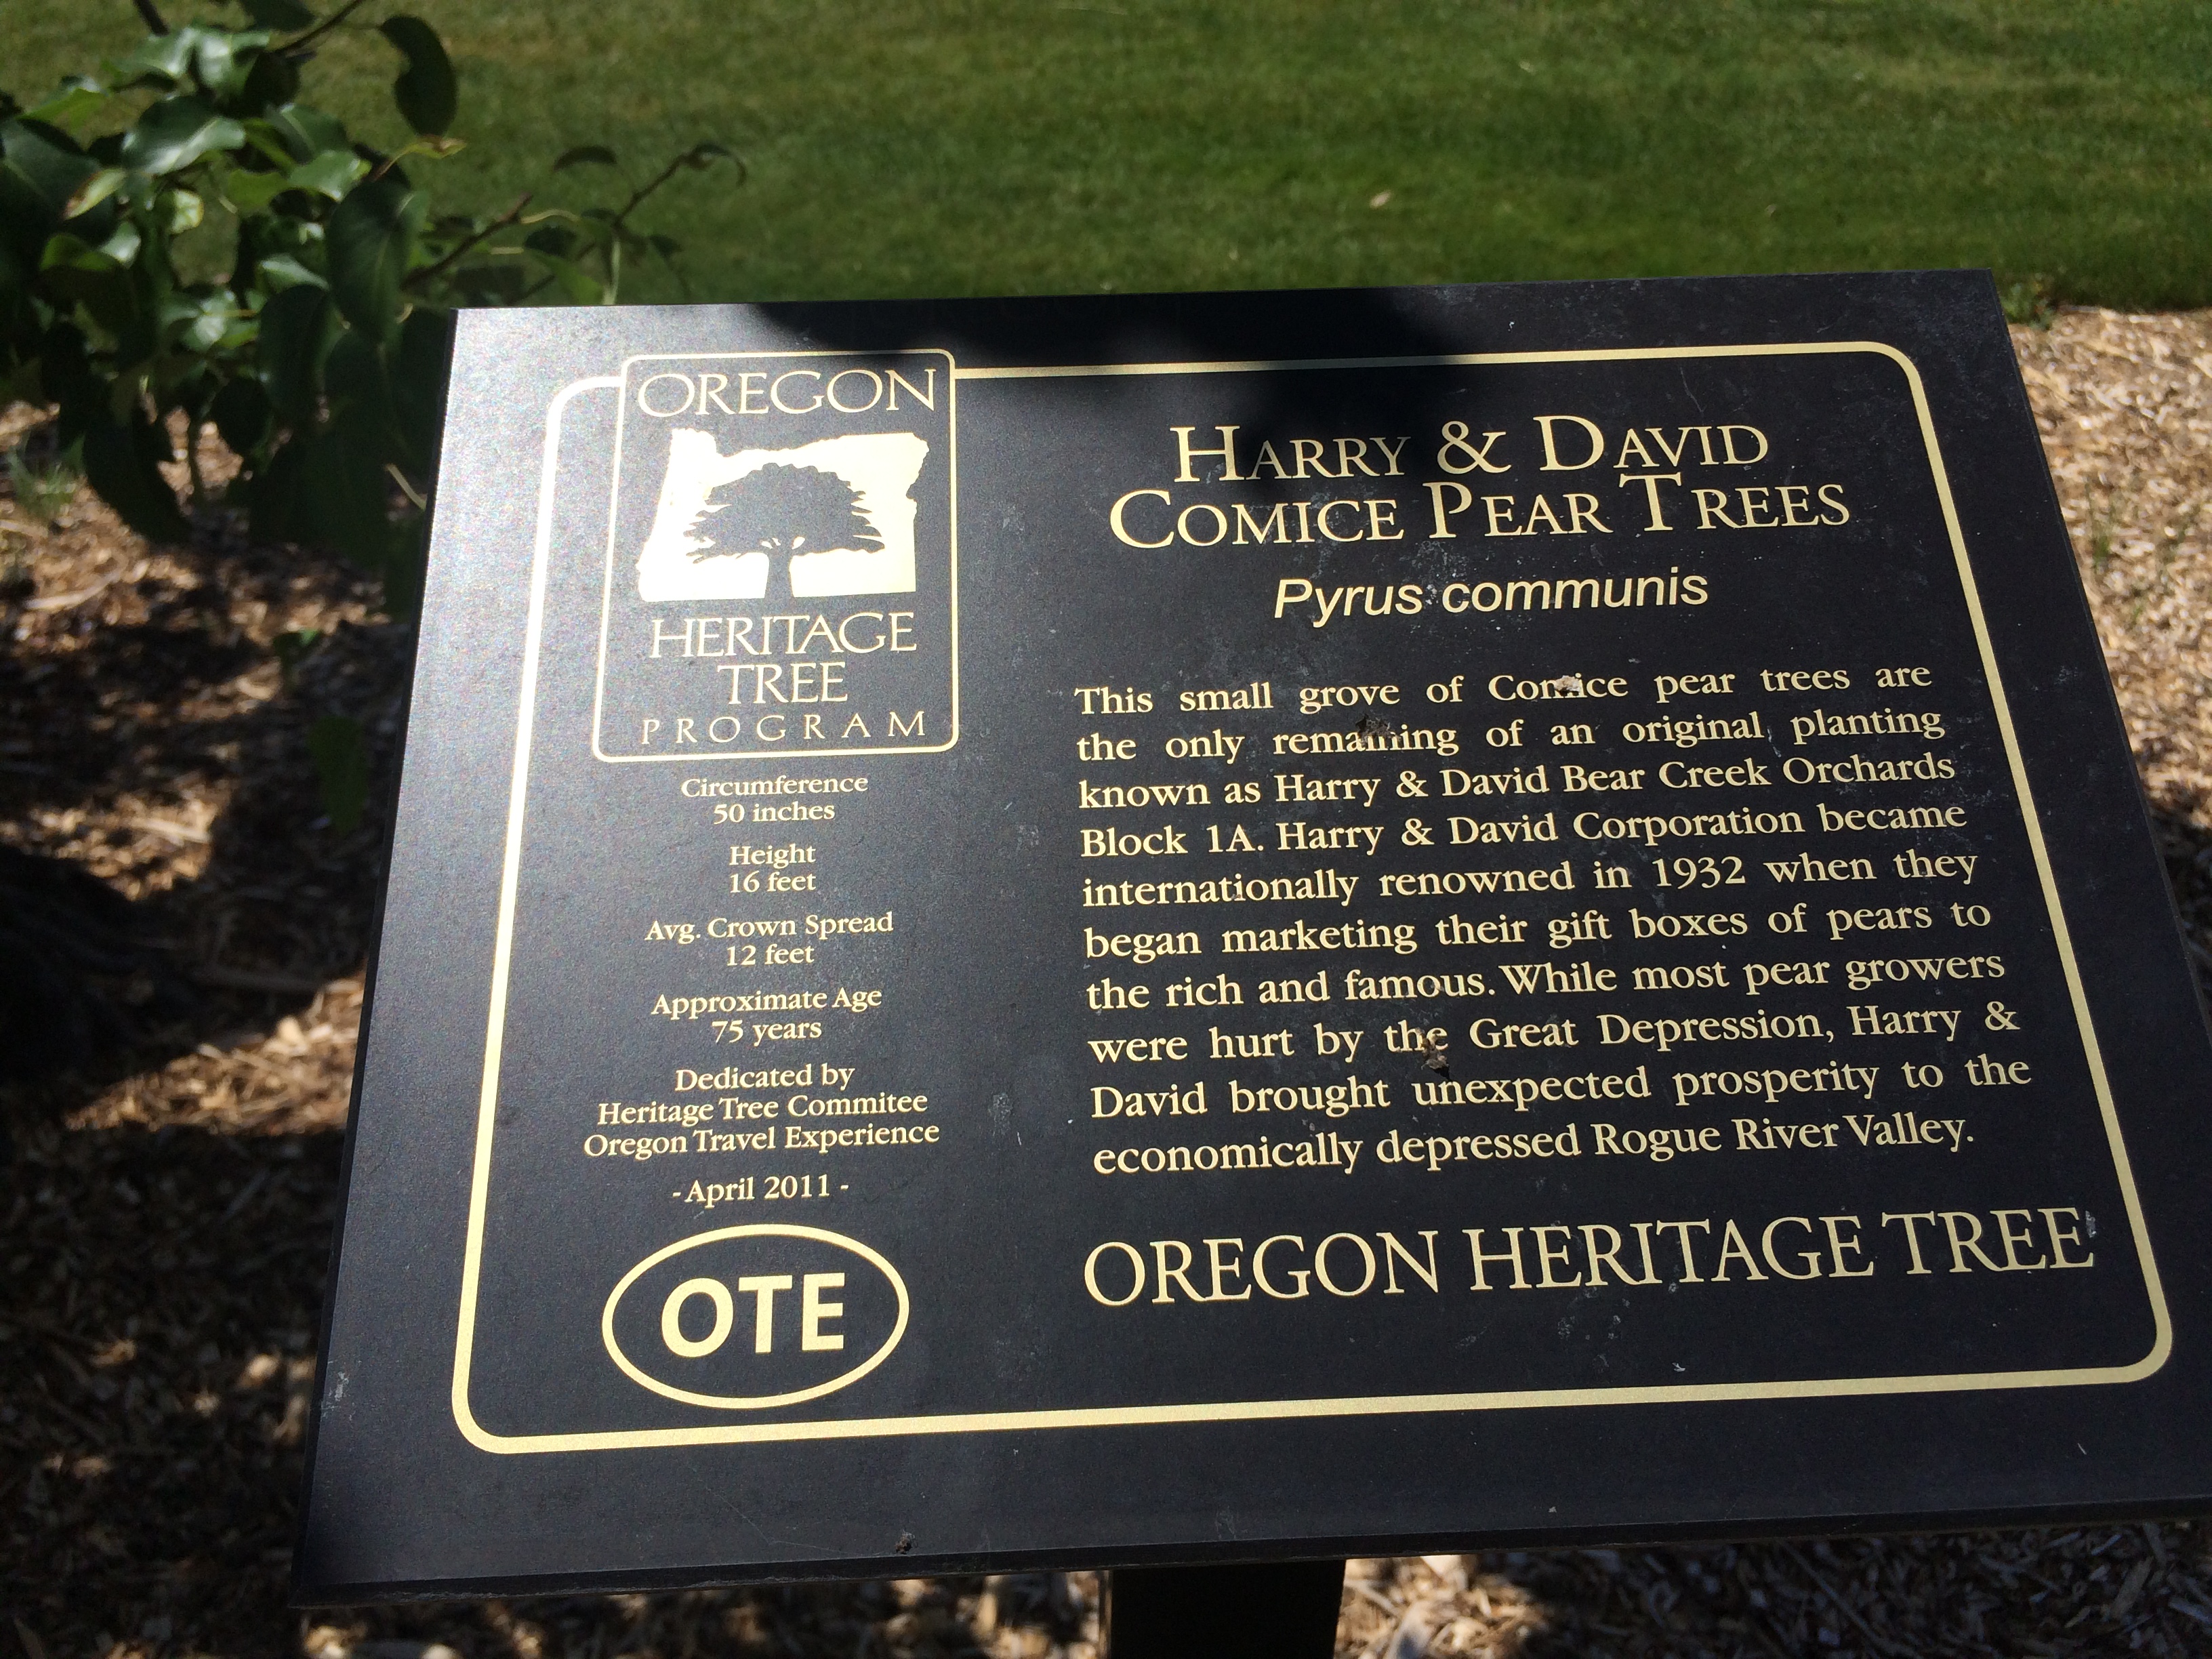 OREGON
HERITAGE
TREE
PROGRAM
Circumference
50 inches
Height
16 feet
Avg. Crown Spread
12 feet
Approximate Age
75 years
Dedicated by
Heritage Tree Commitee
Oregon Travel Experience
- April 2011 -
OTE
HARRY & DAVID
COMICE PEAR TREES
Pyrus communis
This small grove of Comice pear trees are
the only remaining of an original planting
known as Harry & David Bear Creek Orchards
Block 1A. Harry & David Corporation became
internationally renowned in 1932 when they
began marketing their gift boxes of pears to
the rich and famous. While most pear growers
were hurt by the Great Depression, Harry &
David brought unexpected prosperity to the
economically depressed Rogue River Valley.
OREGON HERITAGE TREE